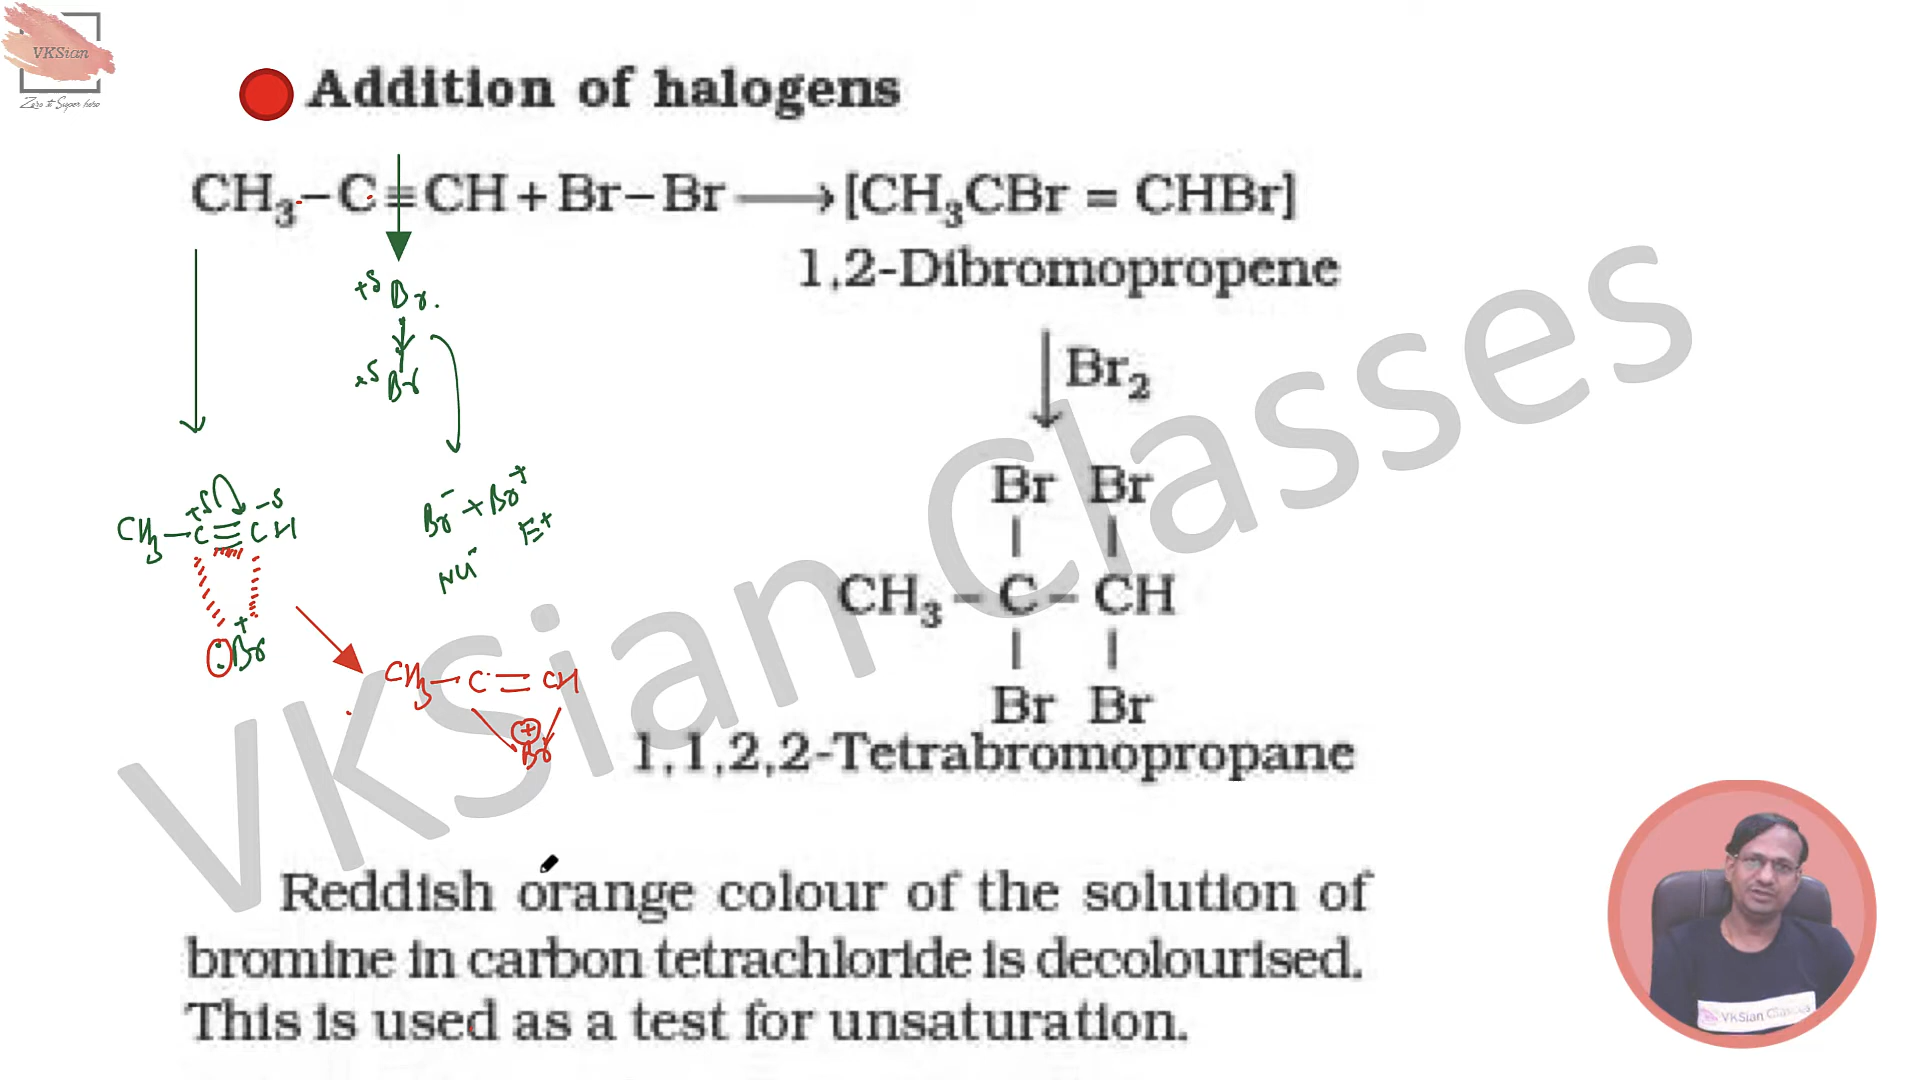 VKSian
Zero to Super hero
Addition of halogens
CH₃–C≡CH + Br–Br ⟶ [CH₃CBr = CHBr]
1,2-Dibromopropene
+δ Br.
+δ Br
Br₂
CH₃–C≡CH
+δ
-δ
Br⁻ + Br⁺
Nu⁻
E⁺
:Br
+
CH₃–C=CH
+
Br
Br Br
CH₃ – C – CH
Br Br
1,1,2,2-Tetrabromopropane
VKSian Classes
Reddish orange colour of the solution of
bromine in carbon tetrachloride is decolourised.
This is used as a test for unsaturation.
VKSian Classes